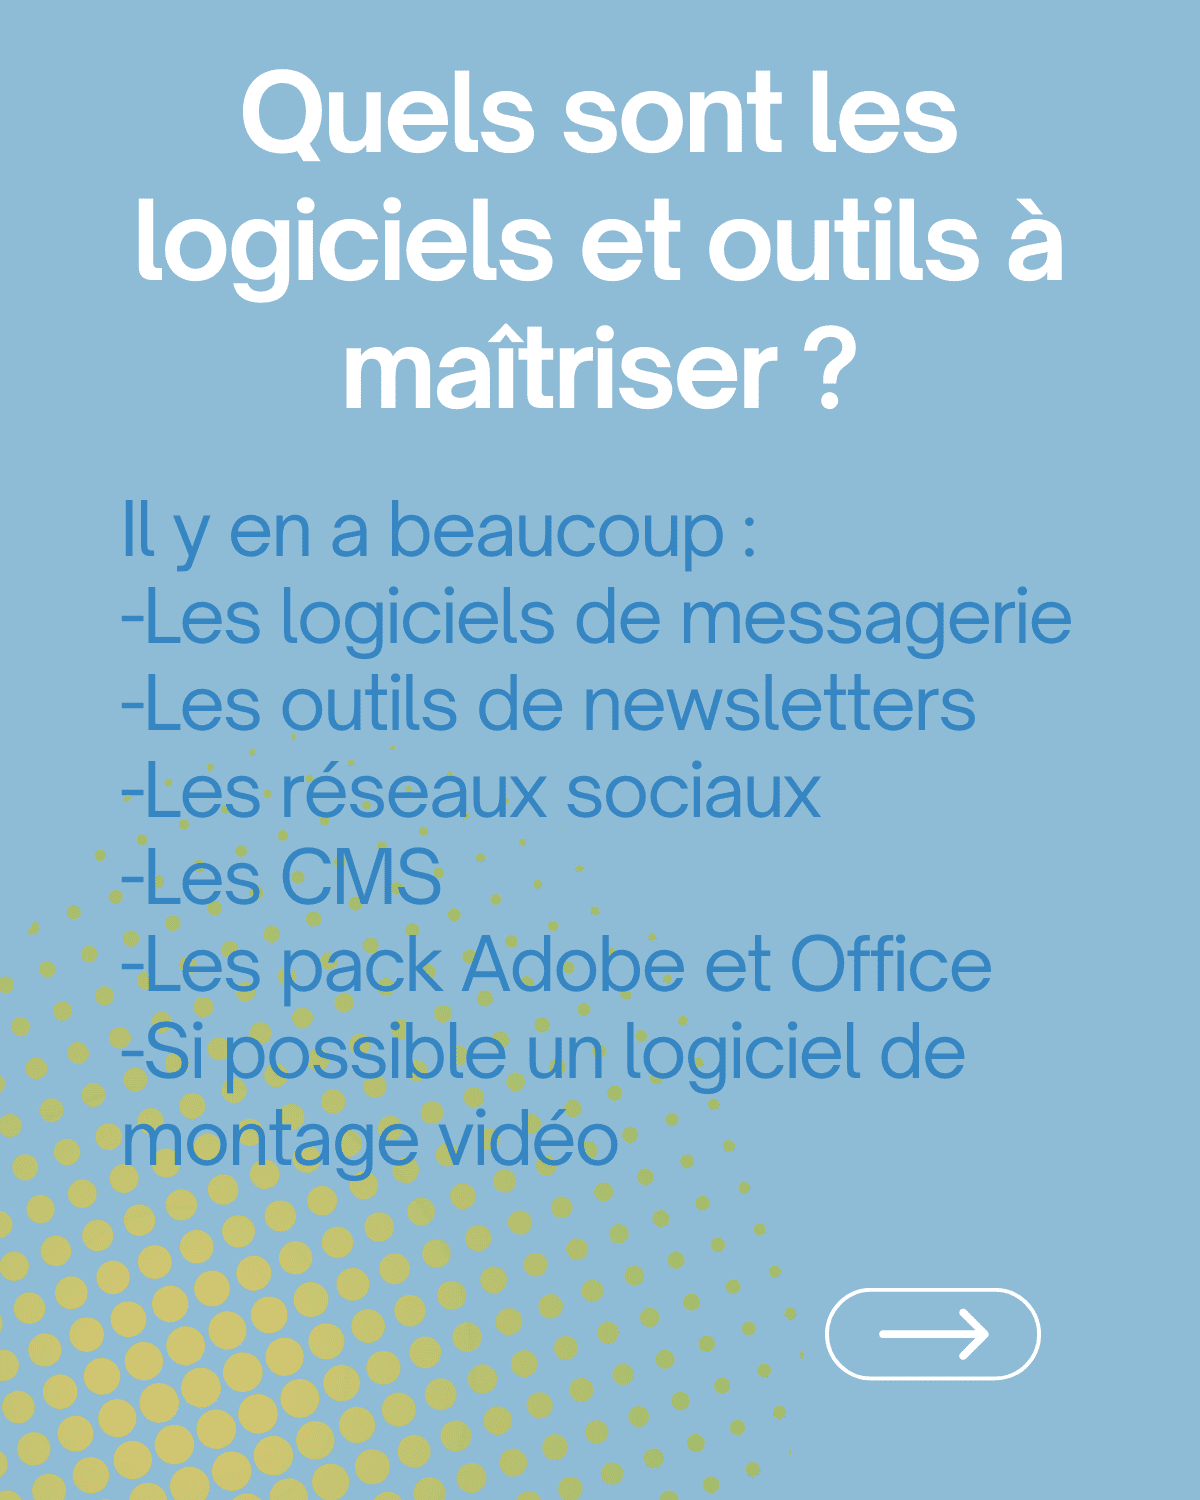 Quels sont les
logiciels et outils à
maîtriser ?
Il y en a beaucoup :
-Les logiciels de messagerie
-Les outils de newsletters
-Les réseaux sociaux
-Les CMS
-Les pack Adobe et Office
-Si possible un logiciel de
montage vidéo